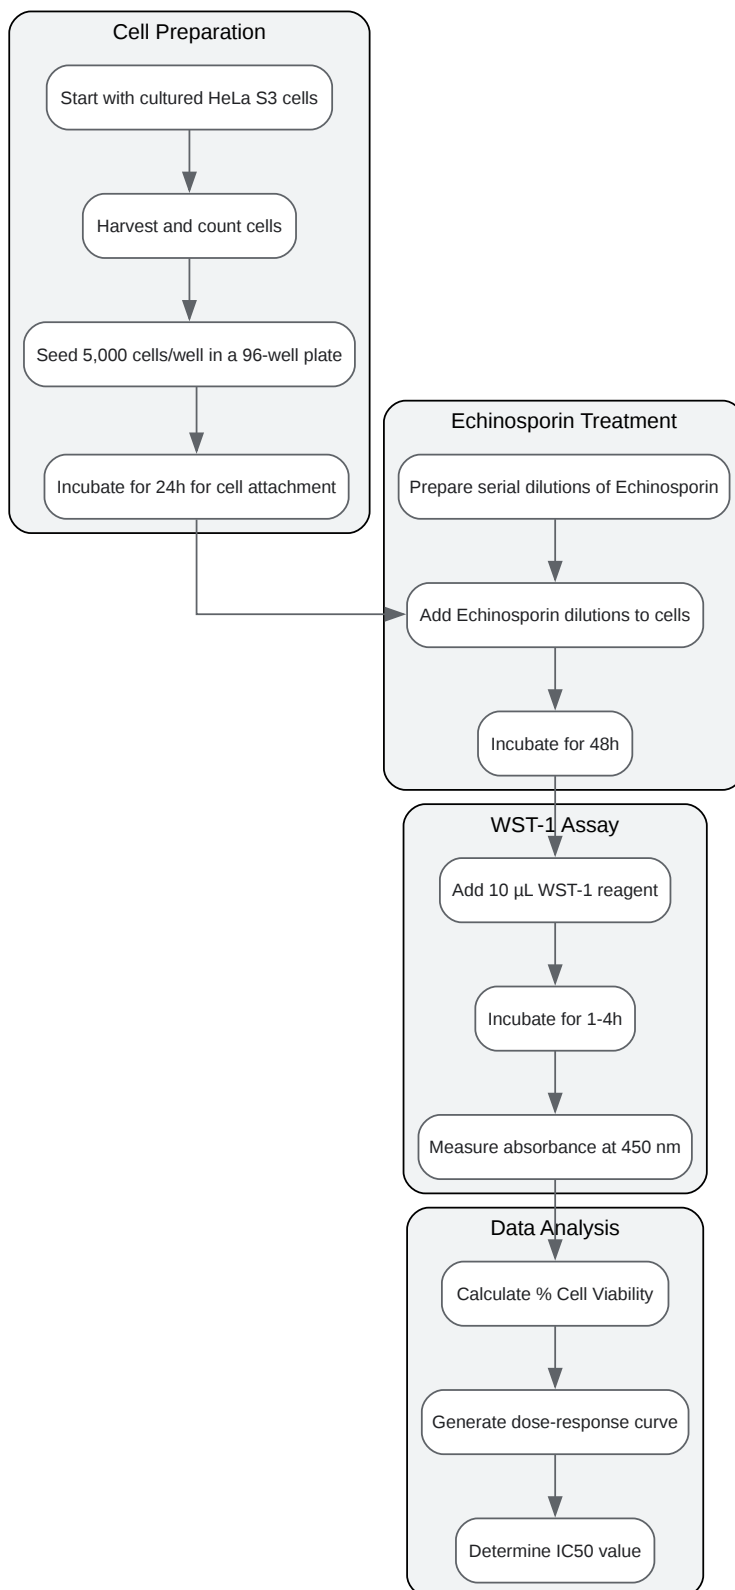 Cell Preparation
Start with cultured HeLa S3 cells
Harvest and count cells
Seed 5,000 cells/well in a 96-well plate
Incubate for 24h for cell attachment
Echinosporin Treatment
Prepare serial dilutions of Echinosporin
Add Echinosporin dilutions to cells
Incubate for 48h
WST-1 Assay
Add 10 µL WST-1 reagent
Incubate for 1-4h
Measure absorbance at 450 nm
Data Analysis
Calculate % Cell Viability
Generate dose-response curve
Determine IC50 value